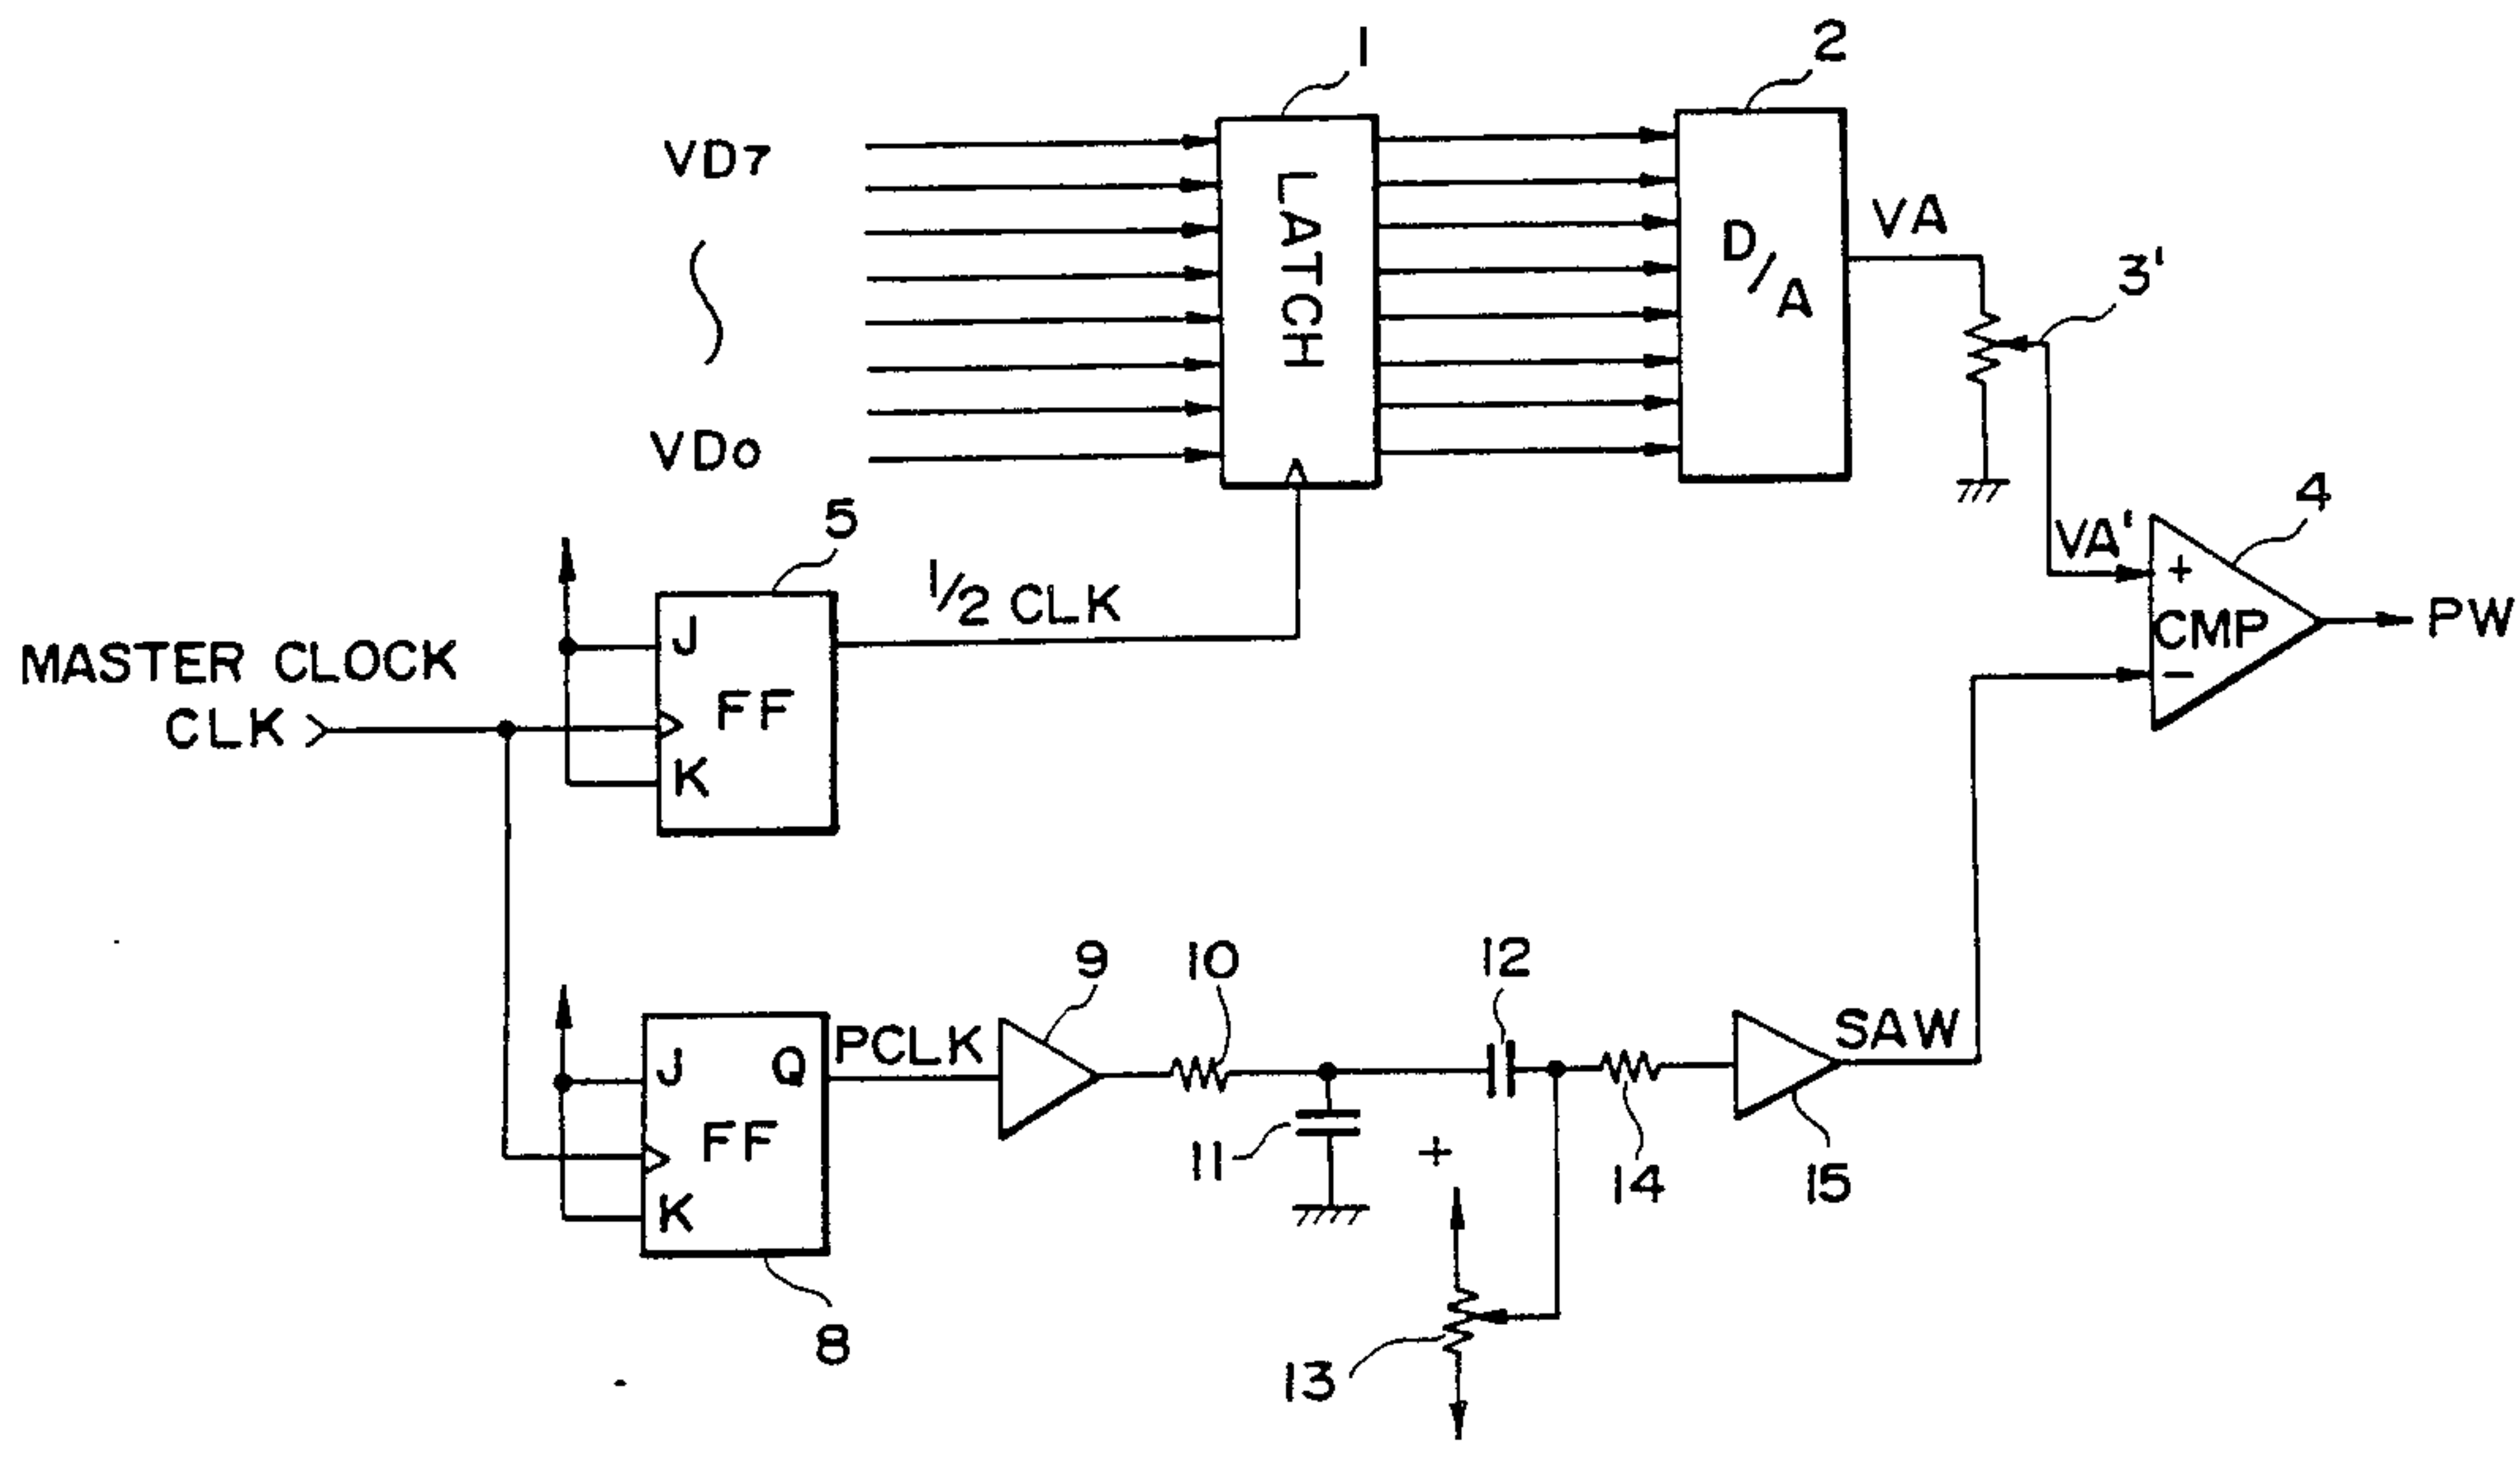 1
2
VD7
LATCH
D/A
VA
3'
VD0
4
5
VA'
+
1/2 CLK
J
CMP
PW
MASTER CLOCK
FF
CLK
−
K
9
10
12
SAW
PCLK
J
Q
FF
11
+
14
15
K
8
13